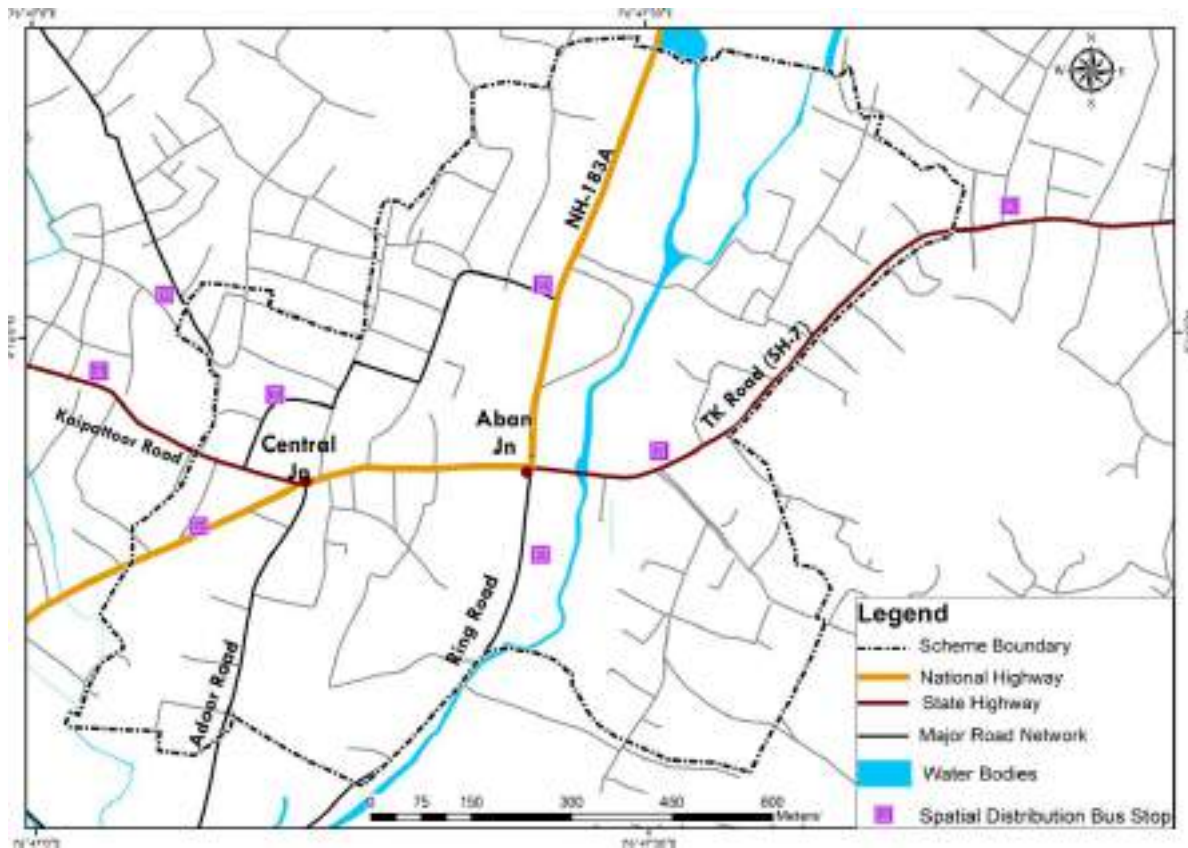 N
W E
S
NH-183A
TK Road (SH-7)
Kaipattoor Road
Central
Jn
Aban
Jn
Ring Road
Adoor Road
Legend
Scheme Boundary
National Highway
State Highway
Major Road Network
Water Bodies
Spatial Distribution Bus Stop
0 75 150 300 450 600
Meters